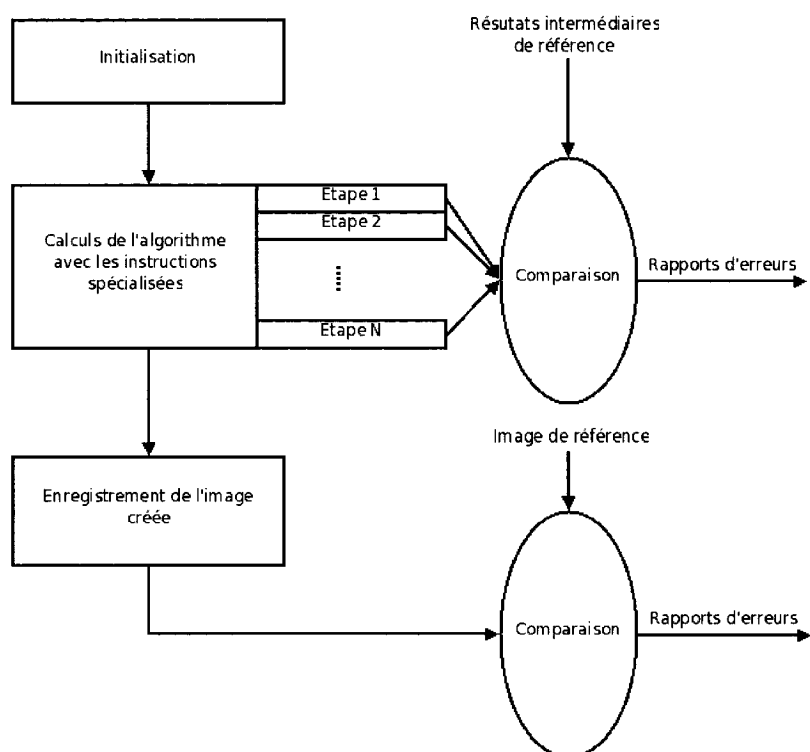 Initialisation
Résutats intermédiaires
de référence
Calculs de l'algorithme
avec les instructions
spécialisées
Etape 1
Etape 2
Etape N
Comparaison
Rapports d'erreurs
Image de référence
Enregistrement de l'image
créée
Comparaison
Rapports d'erreurs